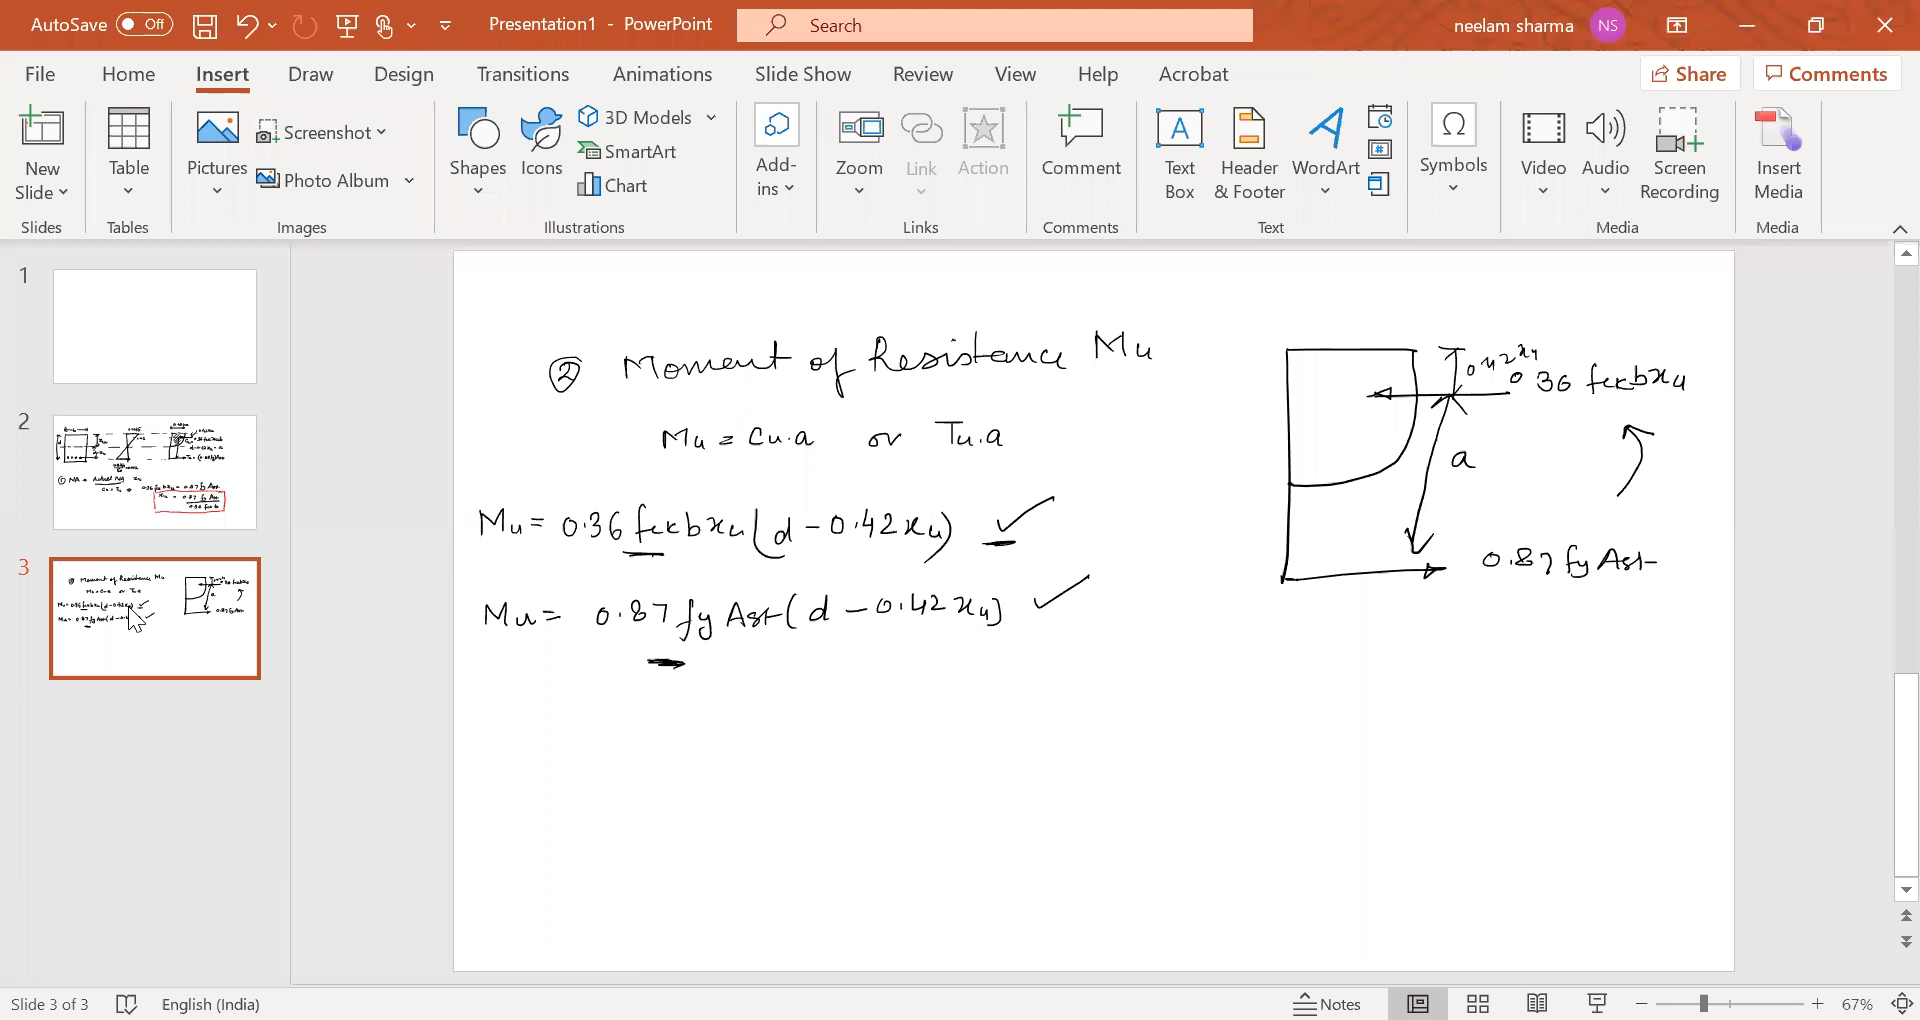 AutoSave Off Presentation1 - PowerPoint Search neelam sharma NS
File Home Insert Draw Design Transitions Animations Slide Show Review View Help Acrobat Share Comments
New Slide Table Pictures Screenshot Photo Album Shapes Icons 3D Models SmartArt Chart Add-ins Zoom Link Action Comment Text Box Header & Footer WordArt Symbols Video Audio Screen Recording Insert Media
Slides Tables Images Illustrations Links Comments Text Media Media
1
2
3
② Moment of Resistance Mu
Mu = Cu.a or Tu.a
Mu = 0.36 fck b xu (d - 0.42 xu)
Mu = 0.87 fy Ast (d - 0.42 xu)
0.42 xu
0.36 fck b xu
a
0.87 fy Ast
Slide 3 of 3 English (India) Notes 67%